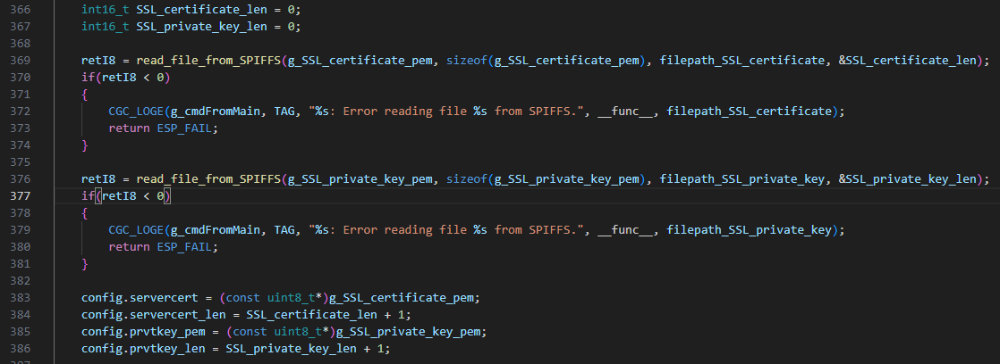 366 int16_t SSL_certificate_len = 0;
367 int16_t SSL_private_key_len = 0;
368
369 retI8 = read_file_from_SPIFFS(g_SSL_certificate_pem, sizeof(g_SSL_certificate_pem), filepath_SSL_certificate, &SSL_certificate_len);
370 if(retI8 < 0)
371 {
372 CGC_LOGE(g_cmdFromMain, TAG, "%s: Error reading file %s from SPIFFS.", __func__, filepath_SSL_certificate);
373 return ESP_FAIL;
374 }
375
376 retI8 = read_file_from_SPIFFS(g_SSL_private_key_pem, sizeof(g_SSL_private_key_pem), filepath_SSL_private_key, &SSL_private_key_len);
377 if(retI8 < 0)
378 {
379 CGC_LOGE(g_cmdFromMain, TAG, "%s: Error reading file %s from SPIFFS.", __func__, filepath_SSL_private_key);
380 return ESP_FAIL;
381 }
382
383 config.servercert = (const uint8_t*)g_SSL_certificate_pem;
384 config.servercert_len = SSL_certificate_len + 1;
385 config.prvtkey_pem = (const uint8_t*)g_SSL_private_key_pem;
386 config.prvtkey_len = SSL_private_key_len + 1;